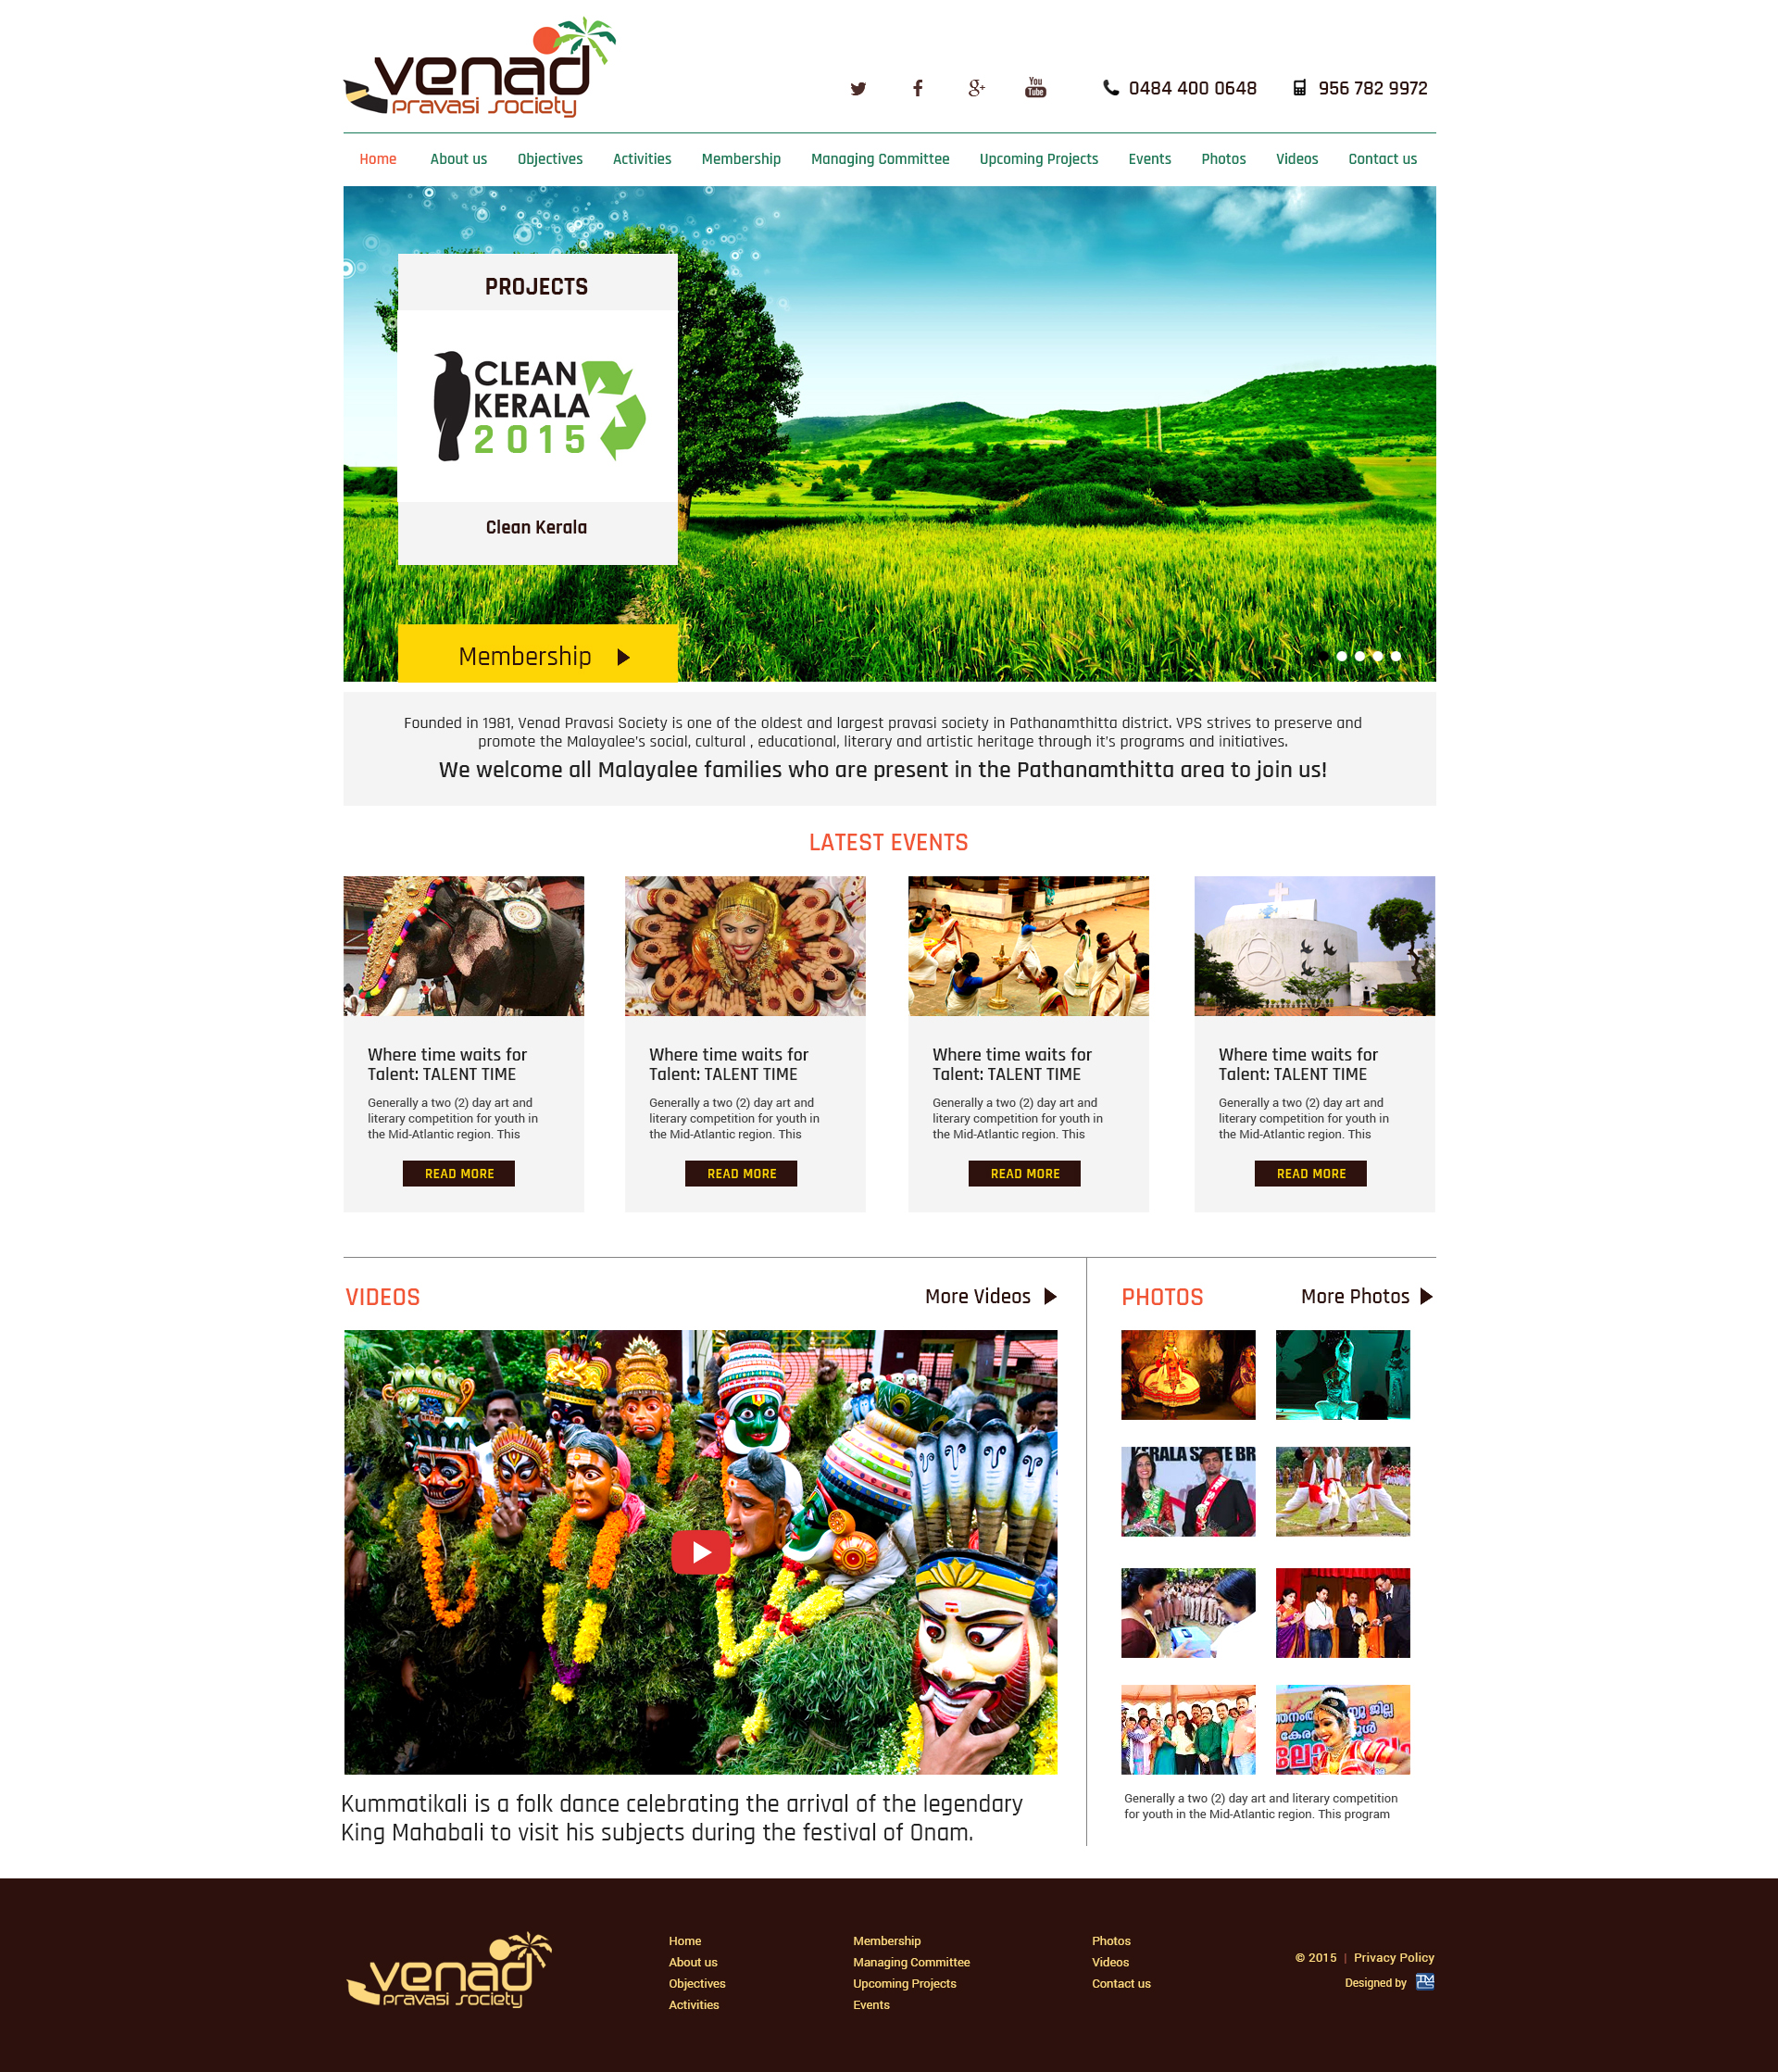 venad
pravasi society
You
Tube
0484 400 0648
956 782 9972
Home
About us
Objectives
Activities
Membership
Managing Committee
Upcoming Projects
Events
Photos
Videos
Contact us
PROJECTS
CLEAN
KERALA
2015
Clean Kerala
Membership
Founded in 1981, Venad Pravasi Society is one of the oldest and largest pravasi society in Pathanamthitta district. VPS strives to preserve and
promote the Malayalee's social, cultural , educational, literary and artistic heritage through it's programs and initiatives.
We welcome all Malayalee families who are present in the Pathanamthitta area to join us!
LATEST EVENTS
Where time waits for
Talent: TALENT TIME
Generally a two (2) day art and
literary competition for youth in
the Mid-Atlantic region. This
READ MORE
Where time waits for
Talent: TALENT TIME
Generally a two (2) day art and
literary competition for youth in
the Mid-Atlantic region. This
READ MORE
Where time waits for
Talent: TALENT TIME
Generally a two (2) day art and
literary competition for youth in
the Mid-Atlantic region. This
READ MORE
Where time waits for
Talent: TALENT TIME
Generally a two (2) day art and
literary competition for youth in
the Mid-Atlantic region. This
READ MORE
VIDEOS
More Videos
Kummatikali is a folk dance celebrating the arrival of the legendary
King Mahabali to visit his subjects during the festival of Onam.
PHOTOS
More Photos
KERALA STATE BR
ജില്ല
Generally a two (2) day art and literary competition
for youth in the Mid-Atlantic region. This program
venad
pravasi society
Home
About us
Objectives
Activities
Membership
Managing Committee
Upcoming Projects
Events
Photos
Videos
Contact us
© 2015 | Privacy Policy
Designed by